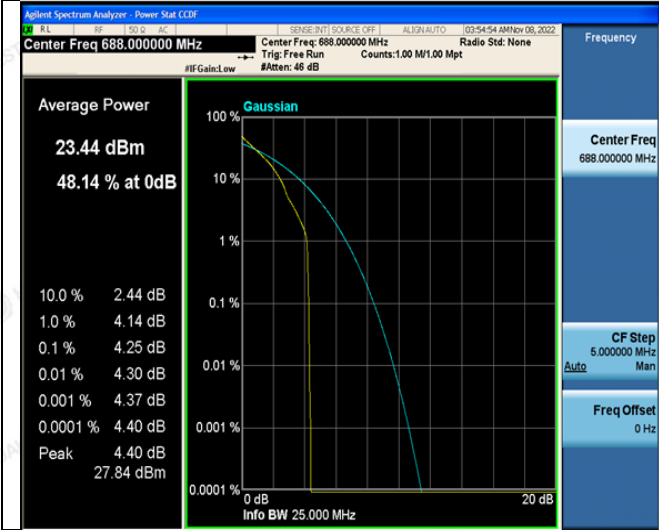 Agilent Spectrum Analyzer - Power Stat CCDF
RL RF 50 Ω AC SENSE:INT SOURCE OFF ALIGN AUTO 03:54:54 AM Nov 08, 2022
Center Freq 688.000000 MHz
Center Freq: 688.000000 MHz Radio Std: None
Trig: Free Run Counts:1.00 M/1.00 Mpt
#IFGain:Low #Atten: 46 dB
Frequency
Average Power
23.44 dBm
48.14 % at 0dB
10.0 % 2.44 dB
1.0 % 4.14 dB
0.1 % 4.25 dB
0.01 % 4.30 dB
0.001 % 4.37 dB
0.0001 % 4.40 dB
Peak 4.40 dB
27.84 dBm
Gaussian
100 %
10 %
1 %
0.1 %
0.01 %
0.001 %
0.0001 %
0 dB 20 dB
Info BW 25.000 MHz
Center Freq
688.000000 MHz
CF Step
5.000000 MHz
Auto Man
Freq Offset
0 Hz